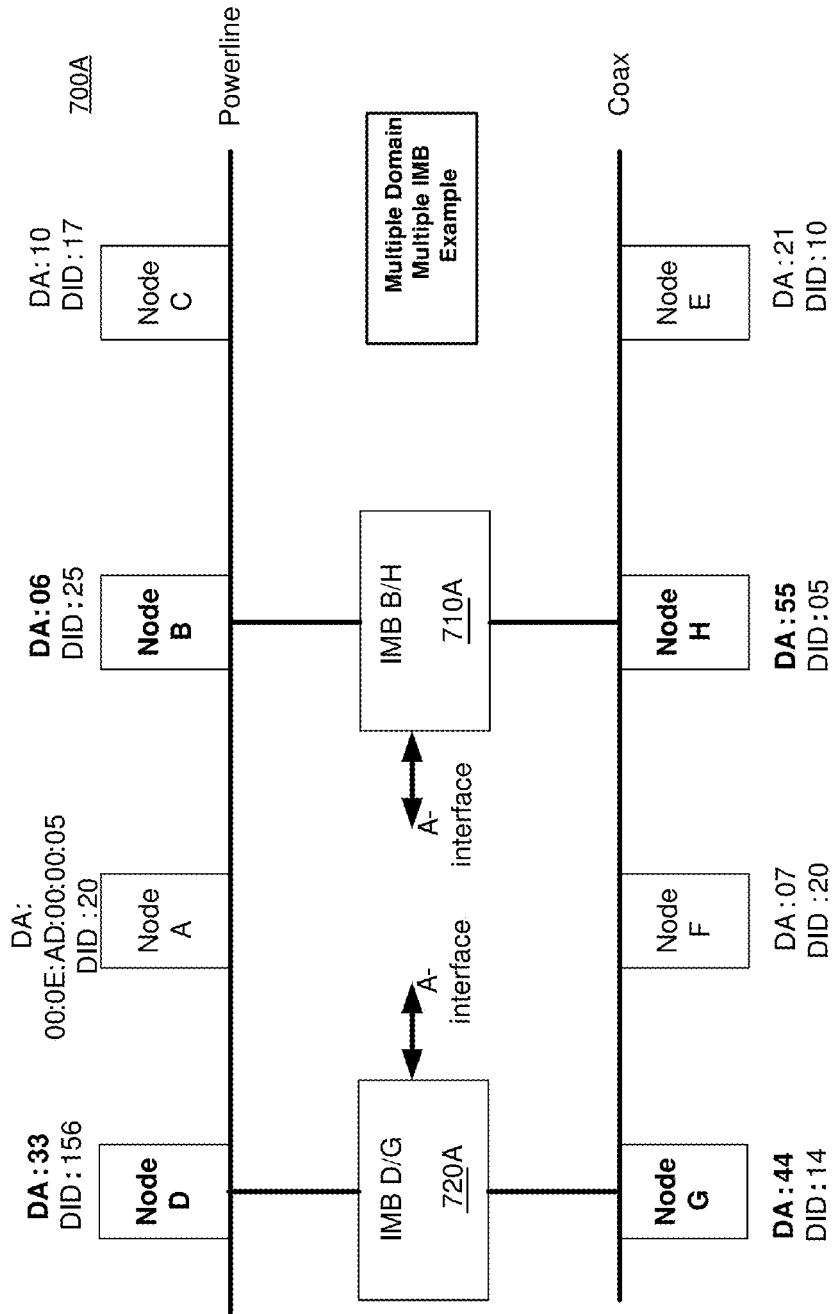 700A
DA:33
DID:156
DA:
00:0E:AD:00:00:05
DID:20
DA:06
DID:25
DA:10
DID:17
Node
D
Node
A
Node
B
Node
C
Powerline
IMB D/G
720A
A-
interface
A-
interface
IMB B/H
710A
Multiple Domain
Multiple IMB
Example
Coax
Node
G
Node
F
Node
H
Node
E
DA:44
DID:14
DA:07
DID:20
DA:55
DID:05
DA:21
DID:10